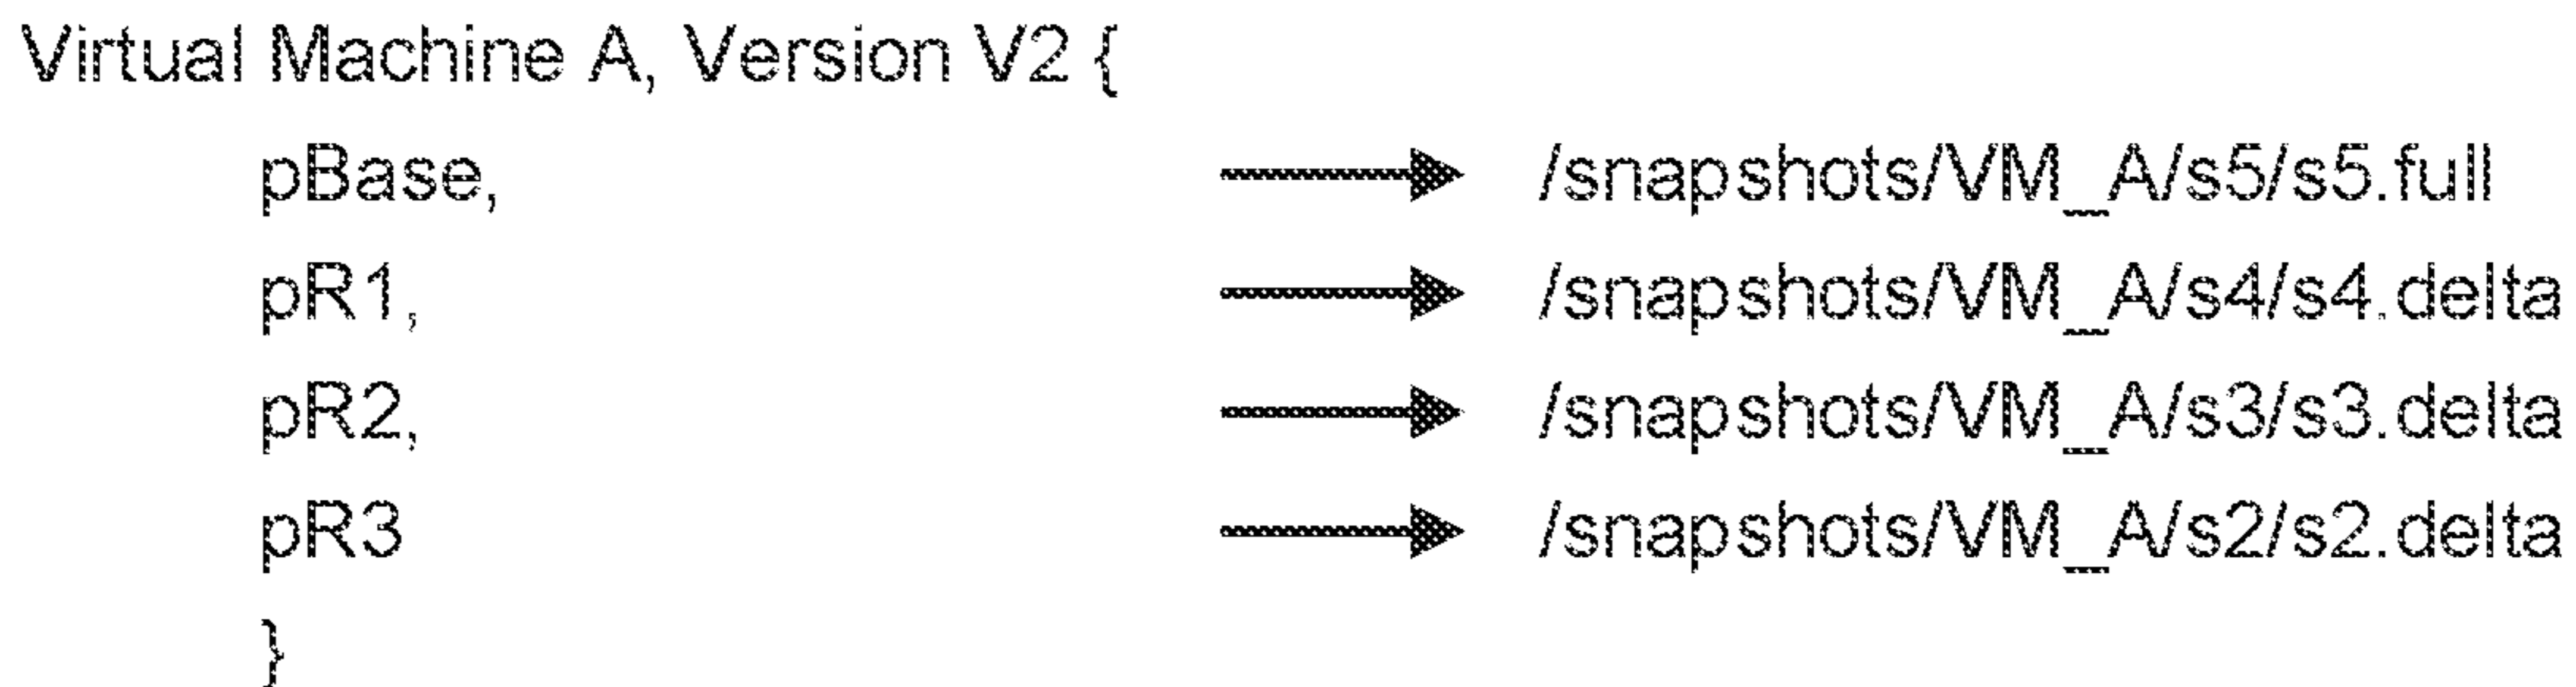 Virtual Machine A, Version V2 {
pBase, /snapshots/VM_A/s5/s5.full
pR1, /snapshots/VM_A/s4/s4.delta
pR2, /snapshots/VM_A/s3/s3.delta
pR3 /snapshots/VM_A/s2/s2.delta
}